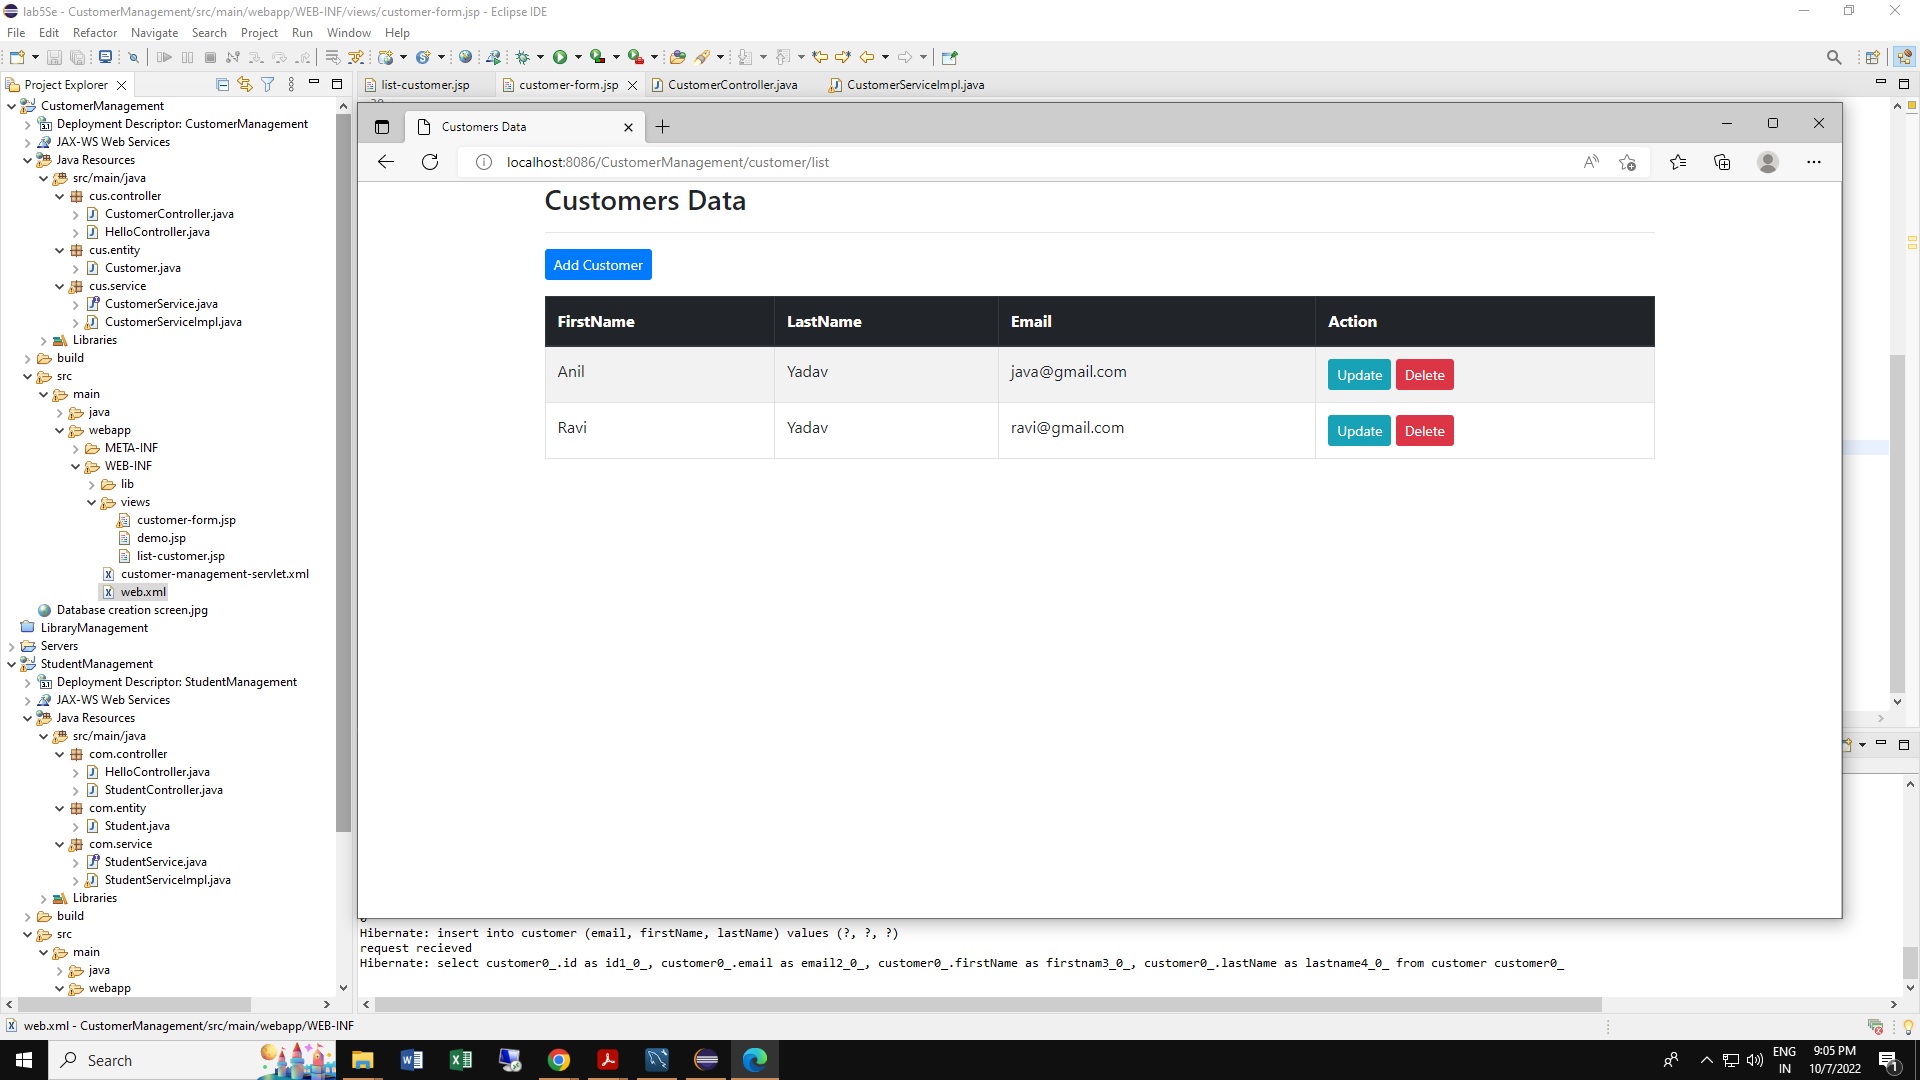 lab5Se - CustomerManagement/src/main/webapp/WEB-INF/views/customer-form.jsp - Eclipse IDE
File Edit Refactor Navigate Search Project Run Window Help
Project Explorer
list-customer.jsp
customer-form.jsp
CustomerController.java
CustomerServiceImpl.java
CustomerManagement
Deployment Descriptor: CustomerManagement
JAX-WS Web Services
Java Resources
src/main/java
cus.controller
CustomerController.java
HelloController.java
cus.entity
Customer.java
cus.service
CustomerService.java
CustomerServiceImpl.java
Libraries
build
src
main
java
webapp
META-INF
WEB-INF
lib
views
customer-form.jsp
demo.jsp
list-customer.jsp
customer-management-servlet.xml
web.xml
Database creation screen.jpg
LibraryManagement
Servers
StudentManagement
Deployment Descriptor: StudentManagement
JAX-WS Web Services
Java Resources
src/main/java
com.controller
HelloController.java
StudentController.java
com.entity
Student.java
com.service
StudentService.java
StudentServiceImpl.java
Libraries
build
src
main
java
webapp
Customers Data
localhost:8086/CustomerManagement/customer/list
Customers Data
Add Customer
FirstName LastName Email Action
Anil Yadav java@gmail.com Update Delete
Ravi Yadav ravi@gmail.com Update Delete
Hibernate: insert into customer (email, firstName, lastName) values (?, ?, ?)
request recieved
Hibernate: select customer0_.id as id1_0_, customer0_.email as email2_0_, customer0_.firstName as firstnam3_0_, customer0_.lastName as lastname4_0_ from customer customer0_
web.xml - CustomerManagement/src/main/webapp/WEB-INF
Search
ENG
IN
9:05 PM
10/7/2022
1